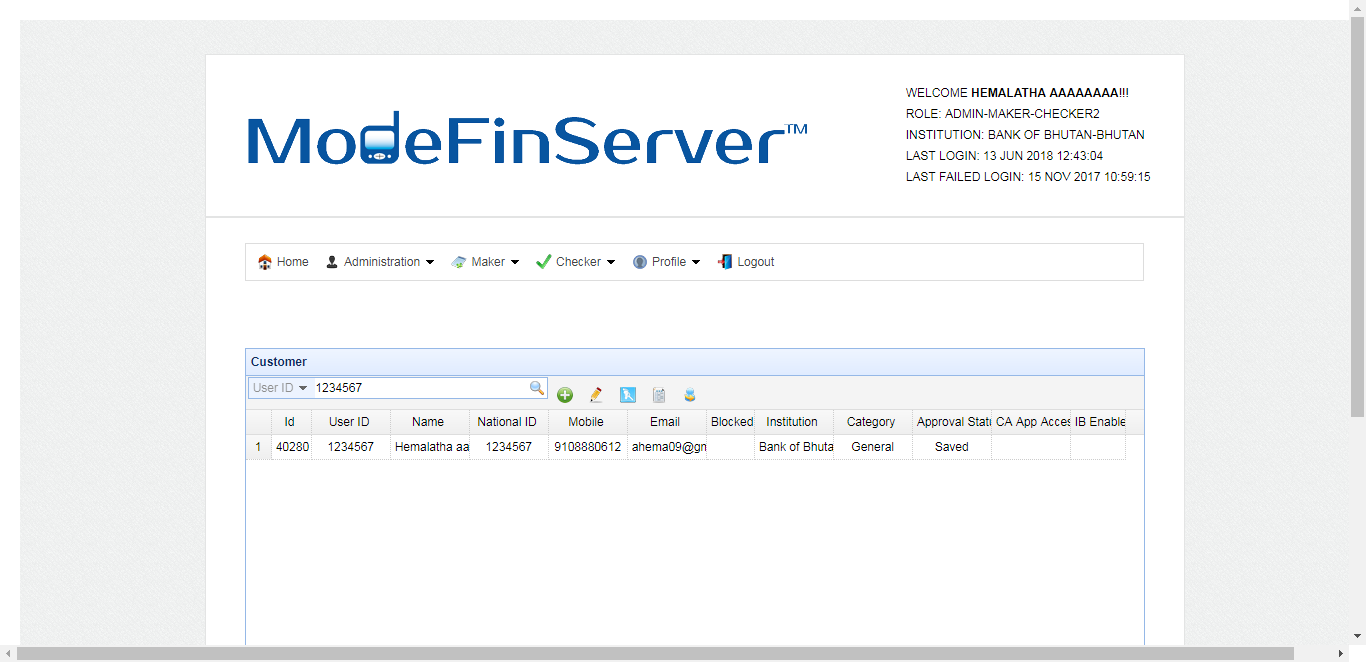 WELCOME HEMALATHA AAAAAAAA!!!
ModeFinServer™
ROLE: ADMIN-MAKER-CHECKER2
INSTITUTION: BANK OF BHUTAN-BHUTAN
LAST LOGIN: 13 JUN 2018 12:43:04
LAST FAILED LOGIN: 15 NOV 2017 10:59:15
Home Administration Maker Checker Profile Logout
Customer
User ID 1234567
Id User ID Name National ID Mobile Email Blocked Institution Category Approval Statu CA App Acces IB Enable
1 40280 1234567 Hemalatha aa 1234567 9108880612 ahema09@gm Bank of Bhuta General Saved